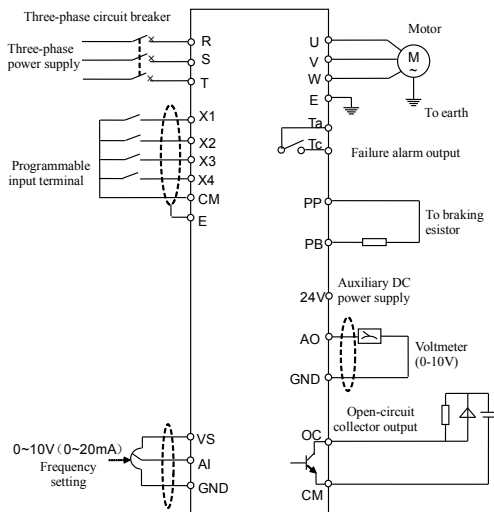 Three-phase circuit breaker
Three-phase
power supply
R
S
T
X1
X2
X3
X4
CM
E
Programmable
input terminal
0~10V(0~20mA)
Frequency
setting
VS
AI
GND
U
V
W
E
Motor
M
~
To earth
Ta
Tc
Failure alarm output
PP
PB
To braking
esistor
24V
Auxiliary DC
power supply
AO
GND
Voltmeter
(0-10V)
Open-circuit
collector output
OC
CM